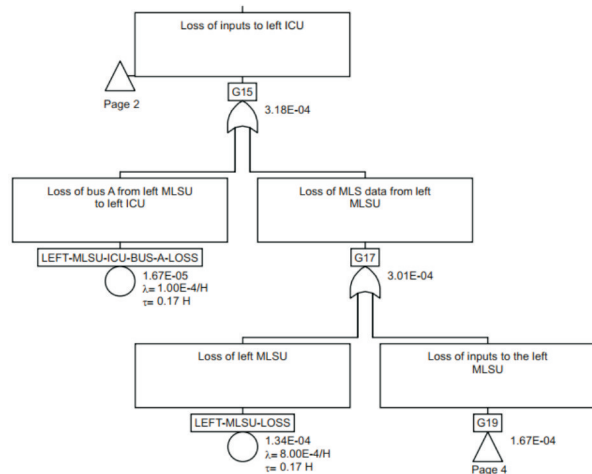 Loss of inputs to left ICU
Page 2
G15
3.18E-04
Loss of bus A from left MLSU
to left ICU
Loss of MLS data from left
MLSU
LEFT-MLSU-ICU-BUS-A-LOSS
1.67E-05
λ= 1.00E-4/H
τ= 0.17 H
G17
3.01E-04
Loss of left MLSU
Loss of inputs to the left
MLSU
LEFT-MLSU-LOSS
1.34E-04
λ= 8.00E-4/H
τ= 0.17 H
G19
1.67E-04
Page 4